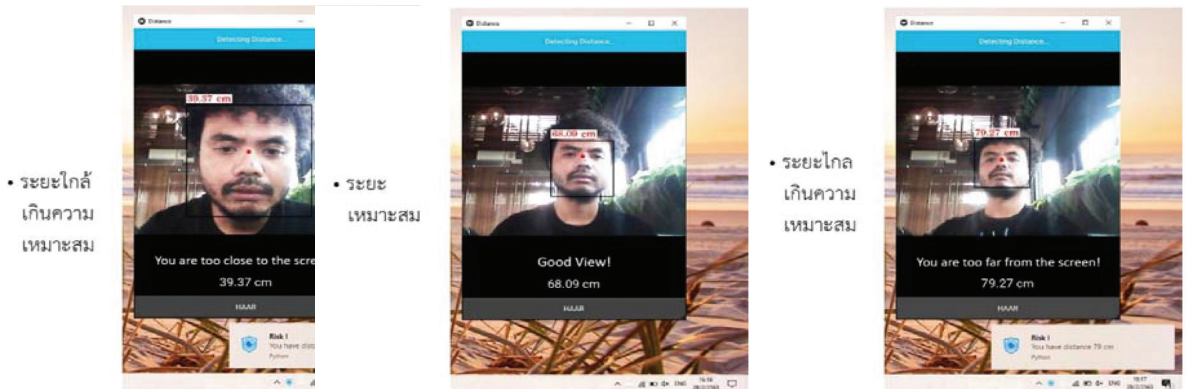 • ระยะใกล้
เกินความ
เหมาะสม
Distance
Detecting Distance...
39.37 cm
You are too close to the scre
39.37 cm
HAAR
Risk !
You have dist
Python
• ระยะ
เหมาะสม
Distance
Detecting Distance...
68.09 cm
Good View!
68.09 cm
HAAR
ENG
• ระยะไกล
เกินความ
เหมาะสม
Distance
Detecting Distance...
79.27 cm
You are too far from the screen!
79.27 cm
HAAR
Risk !
You have distance 79 cm
Python
ENG